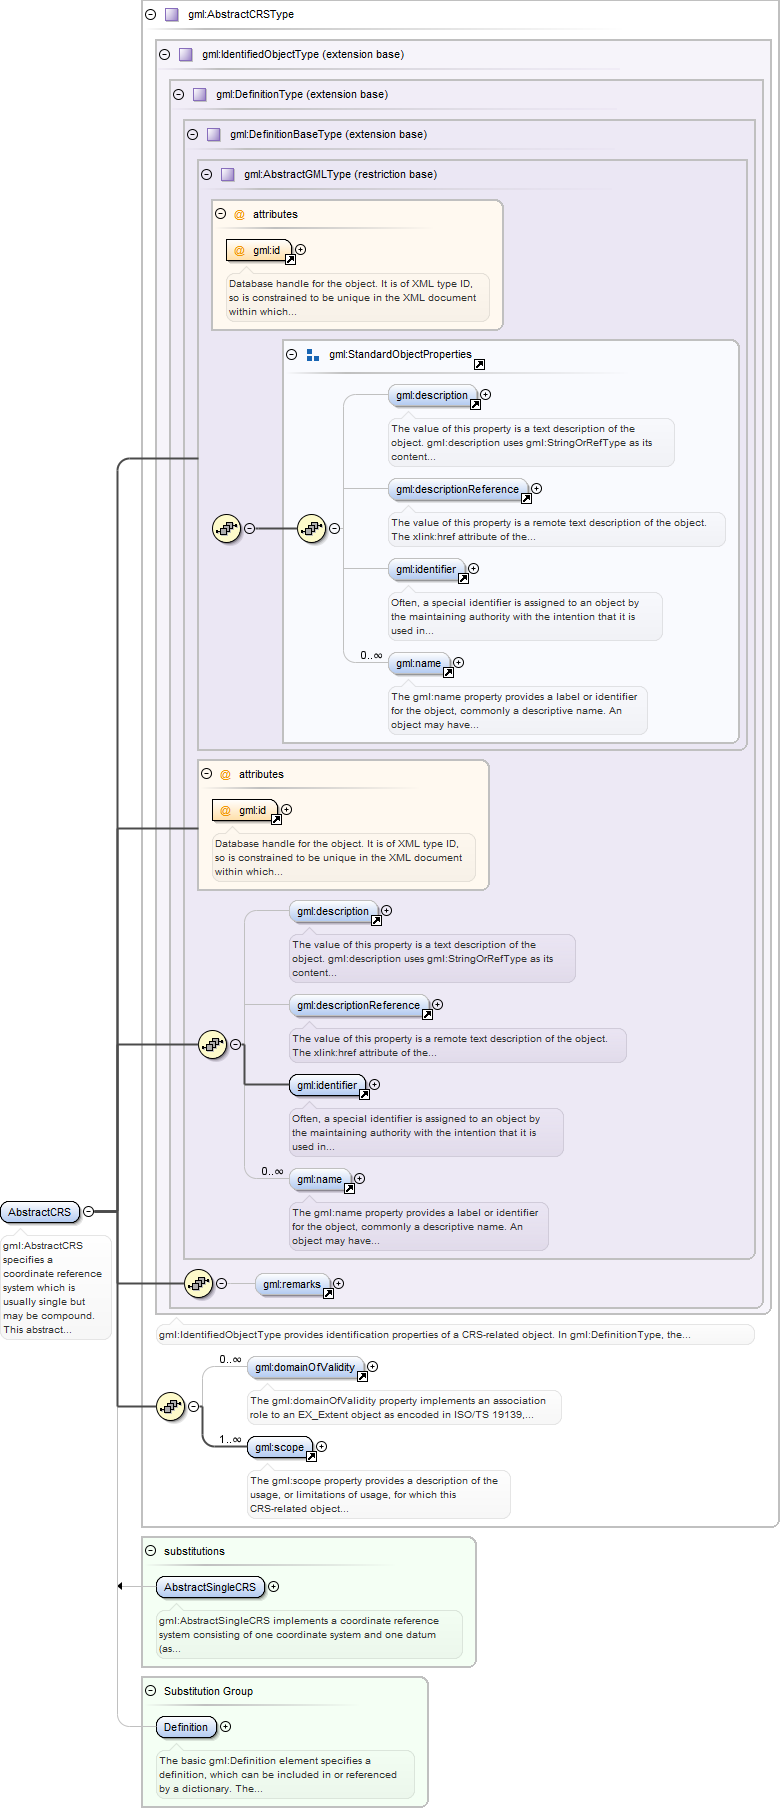 gml:AbstractCRSType
gml:IdentifiedObjectType (extension base)
gml:DefinitionType (extension base)
gml:DefinitionBaseType (extension base)
gml:AbstractGMLType (restriction base)
@ attributes
@ gml:id
Database handle for the object. It is of XML type ID,
so is constrained to be unique in the XML document
within which...
gml:StandardObjectProperties
gml:description
The value of this property is a text description of the
object. gml:description uses gml:StringOrRefType as its
content...
gml:descriptionReference
The value of this property is a remote text description of the object.
The xlink:href attribute of the...
gml:identifier
Often, a special identifier is assigned to an object by
the maintaining authority with the intention that it is
used in...
0..∞
gml:name
The gml:name property provides a label or identifier
for the object, commonly a descriptive name. An
object may have...
@ attributes
@ gml:id
Database handle for the object. It is of XML type ID,
so is constrained to be unique in the XML document
within which...
gml:description
The value of this property is a text description of the
object. gml:description uses gml:StringOrRefType as its
content...
gml:descriptionReference
The value of this property is a remote text description of the object.
The xlink:href attribute of the...
gml:identifier
Often, a special identifier is assigned to an object by
the maintaining authority with the intention that it is
used in...
0..∞
gml:name
The gml:name property provides a label or identifier
for the object, commonly a descriptive name. An
object may have...
AbstractCRS
gml:AbstractCRS
specifies a
coordinate reference
system which is
usually single but
may be compound.
This abstract...
gml:remarks
gml:IdentifiedObjectType provides identification properties of a CRS-related object. In gml:DefinitionType, the...
0..∞
gml:domainOfValidity
The gml:domainOfValidity property implements an association
role to an EX_Extent object as encoded in ISO/TS 19139,...
1..∞
gml:scope
The gml:scope property provides a description of the
usage, or limitations of usage, for which this
CRS-related object...
substitutions
AbstractSingleCRS
gml:AbstractSingleCRS implements a coordinate reference
system consisting of one coordinate system and one datum
(as...
Substitution Group
Definition
The basic gml:Definition element specifies a
definition, which can be included in or referenced
by a dictionary. The...